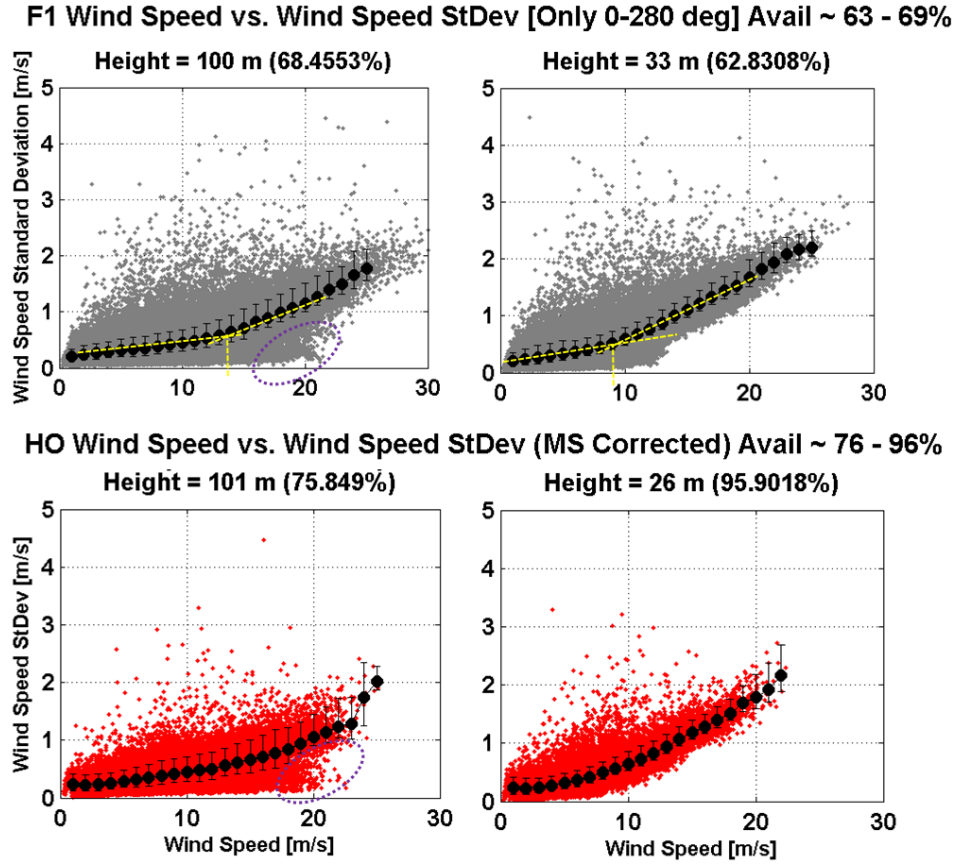 F1 Wind Speed vs. Wind Speed StDev [Only 0-280 deg] Avail ~ 63 - 69%
Height = 100 m (68.4553%)
Height = 33 m (62.8308%)
Wind Speed Standard Deviation [m/s]
5
4
3
2
1
0
0 10 20 30
5
4
3
2
1
0
0 10 20 30
HO Wind Speed vs. Wind Speed StDev (MS Corrected) Avail ~ 76 - 96%
Height = 101 m (75.849%)
Height = 26 m (95.9018%)
Wind Speed StDev [m/s]
5
4
3
2
1
0
0 10 20 30
Wind Speed [m/s]
5
4
3
2
1
0
0 10 20 30
Wind Speed [m/s]